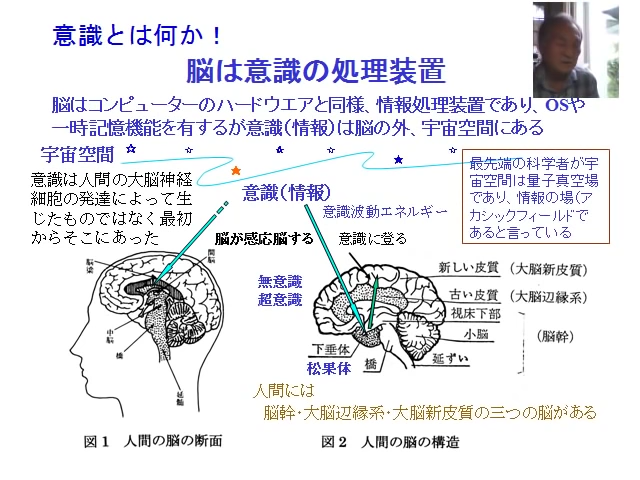 意識とは何か！
脳は意識の処理装置
脳はコンピューターのハードウエアと同様、情報処理装置であり、OSや
一時記憶機能を有するが意識(情報)は脳の外、宇宙空間にある
宇宙空間
意識は人間の大脳神経
細胞の発達によって生
じたものではなく最初
からそこにあった
意識(情報)
意識波動エネルギー
最先端の科学者が宇
宙空間は量子真空場
であり、情報の場(ア
カシックフィールドで
あると言っている
脳が感応脳する
意識に登る
脳梁
間脳
中脳
橋
延髄
無意識
超意識
新しい皮質 (大脳新皮質)
古い皮質 (大脳辺縁系)
視床下部
小脳
(脳幹)
延ずい
下垂体
橋
松果体
人間には
脳幹・大脳辺縁系・大脳新皮質の三つの脳がある
図1 人間の脳の断面
図2 人間の脳の構造